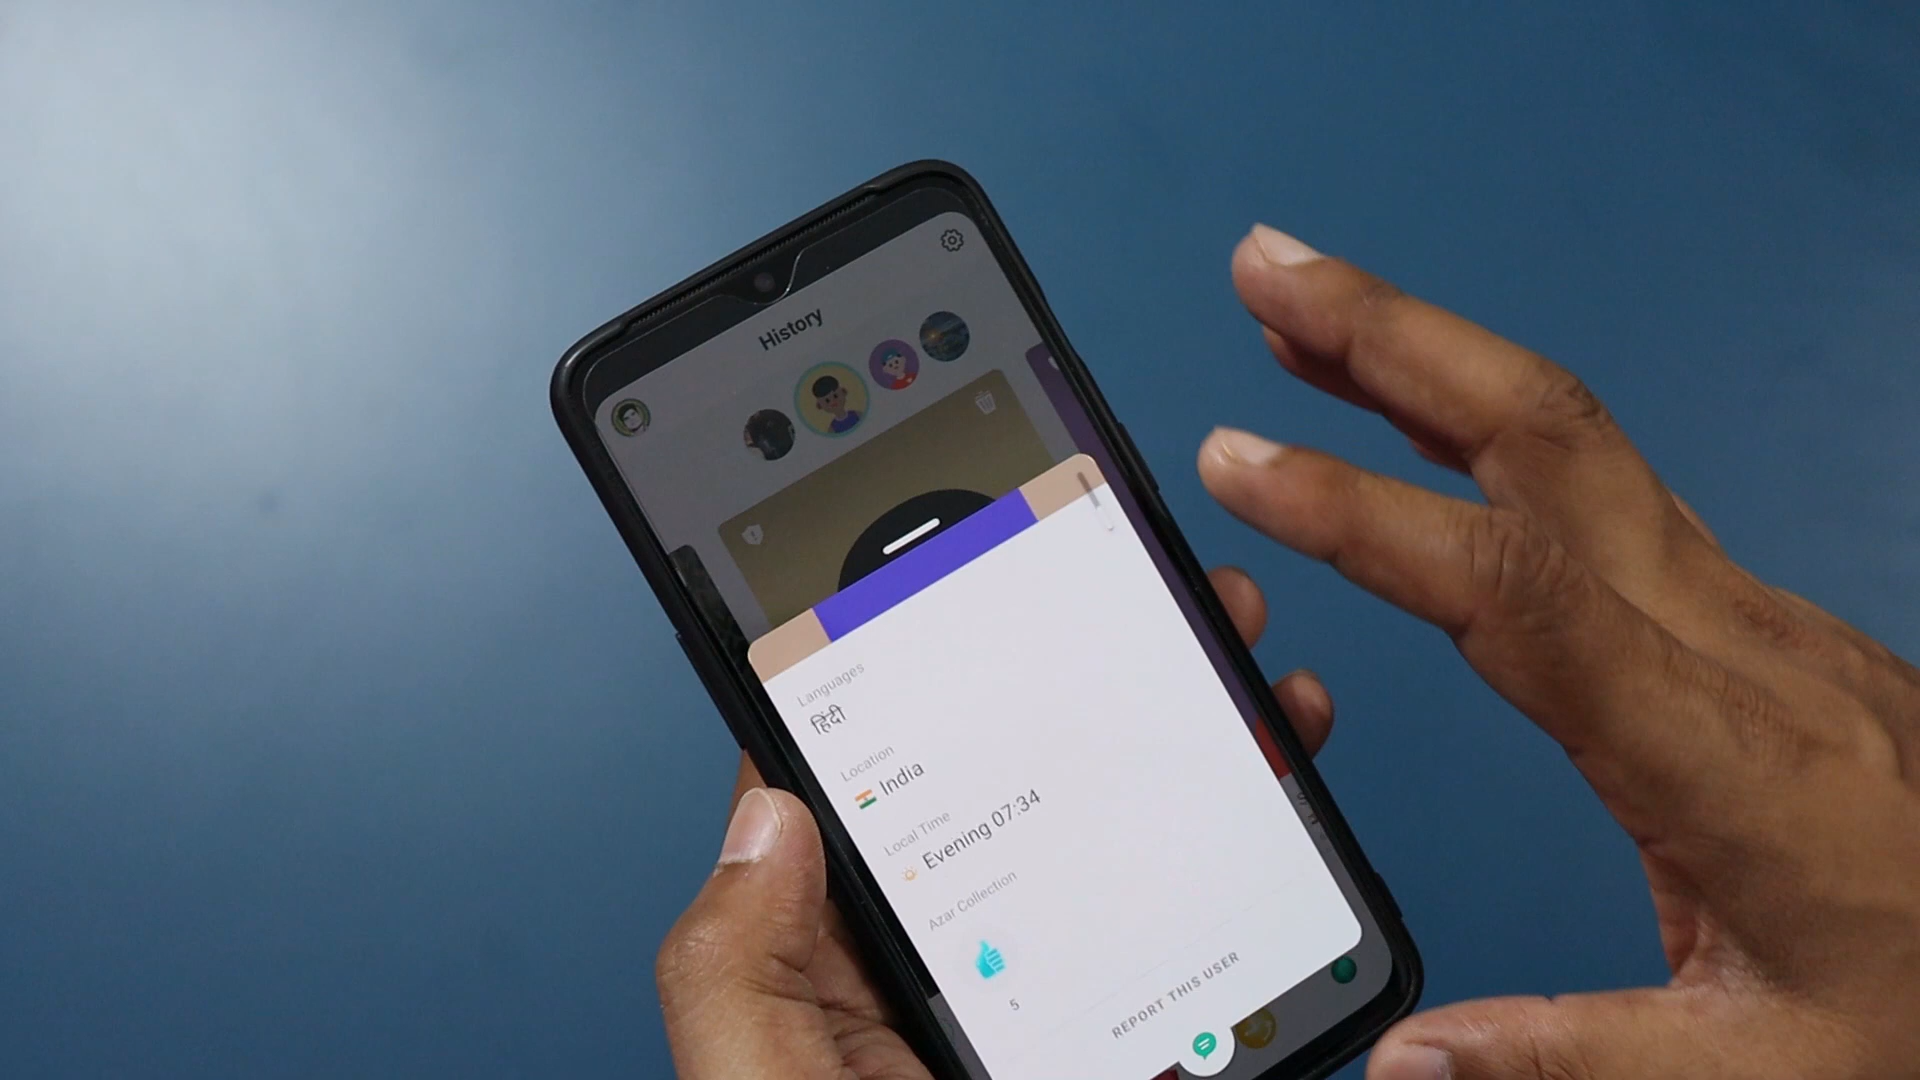 History
Languages
हिंदी
Location
India
Local Time
Evening 07:34
Azar Collection
5
REPORT THIS USER